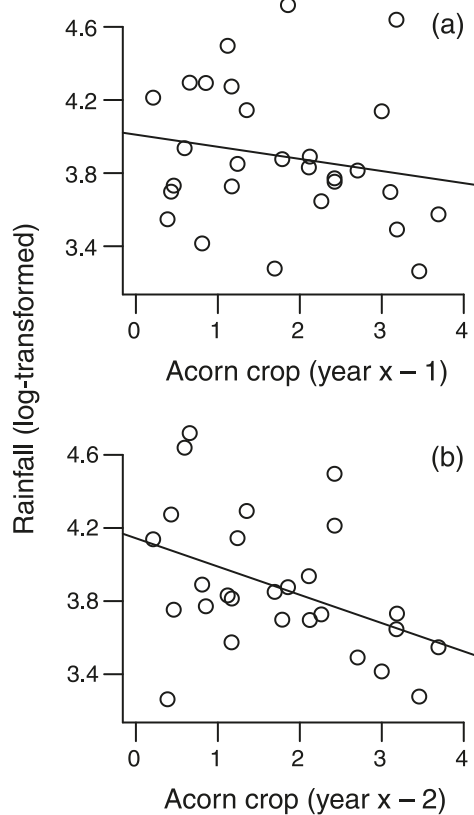 (a)
4.6
4.2
3.8
3.4
0 1 2 3 4
Acorn crop (year x – 1)
Rainfall (log-transformed)
(b)
4.6
4.2
3.8
3.4
0 1 2 3 4
Acorn crop (year x – 2)